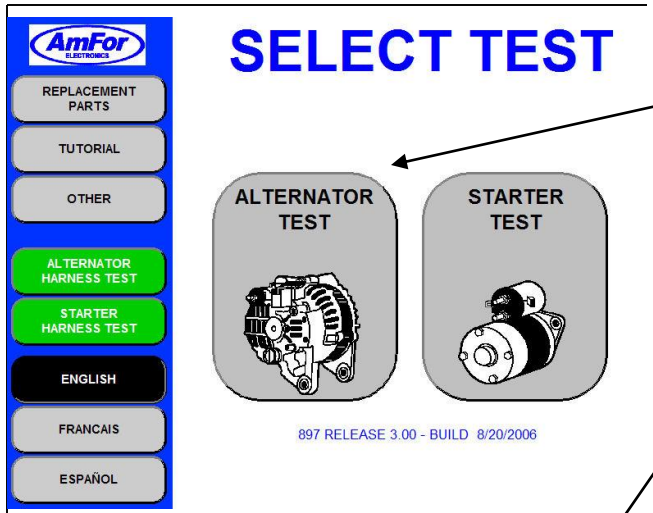 AmFor
ELECTRONICS
SELECT TEST
REPLACEMENT
PARTS
TUTORIAL
OTHER
ALTERNATOR
HARNESS TEST
STARTER
HARNESS TEST
ENGLISH
FRANCAIS
ESPAÑOL
ALTERNATOR
TEST
STARTER
TEST
897 RELEASE 3.00 - BUILD 8/20/2006